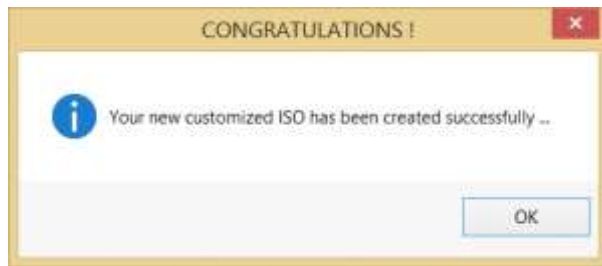 CONGRATULATIONS !
Your new customized ISO has been created successfully ...
OK